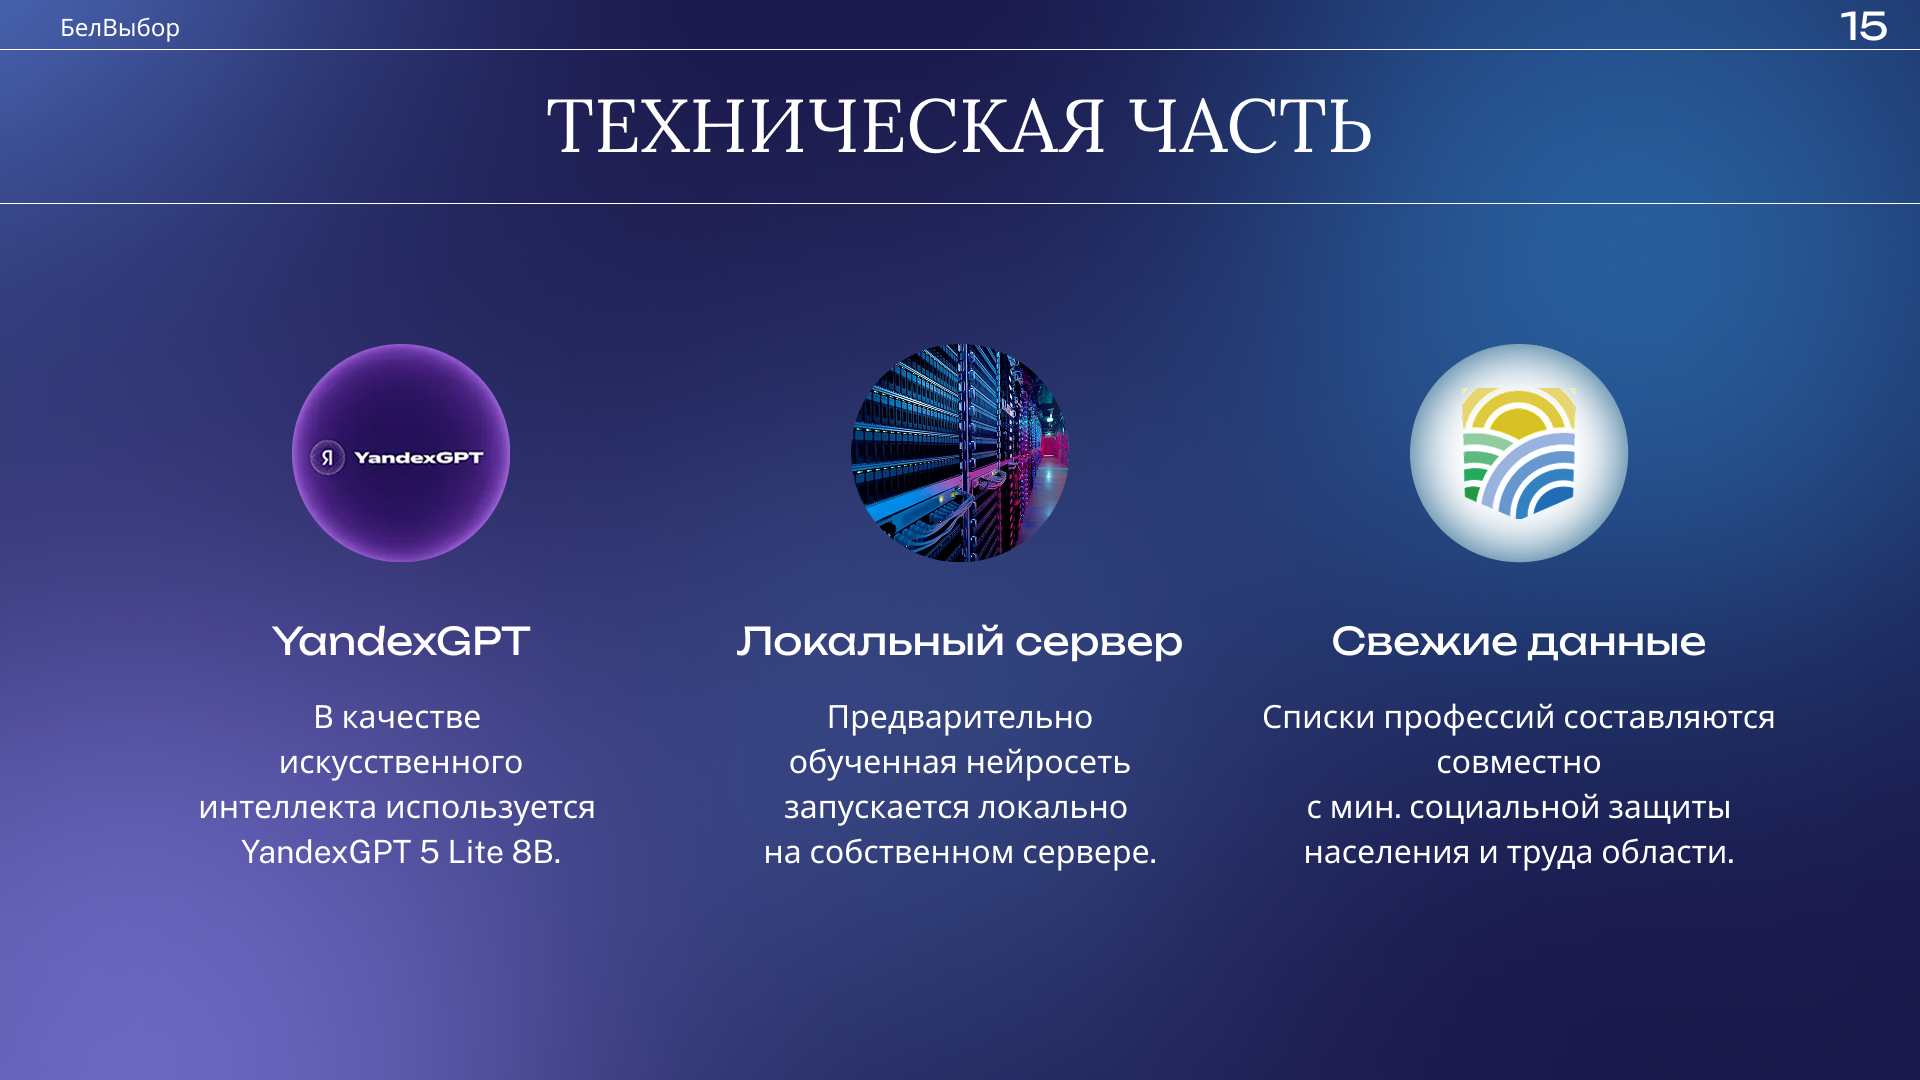 БелВыбор
15
ТЕХНИЧЕСКАЯ ЧАСТЬ
Я YandexGPT
YandexGPT
В качестве
искусственного
интеллекта используется
YandexGPT 5 Lite 8B.
Локальный сервер
Предварительно
обученная нейросеть
запускается локально
на собственном сервере.
Свежие данные
Списки профессий составляются
совместно
с мин. социальной защиты
населения и труда области.